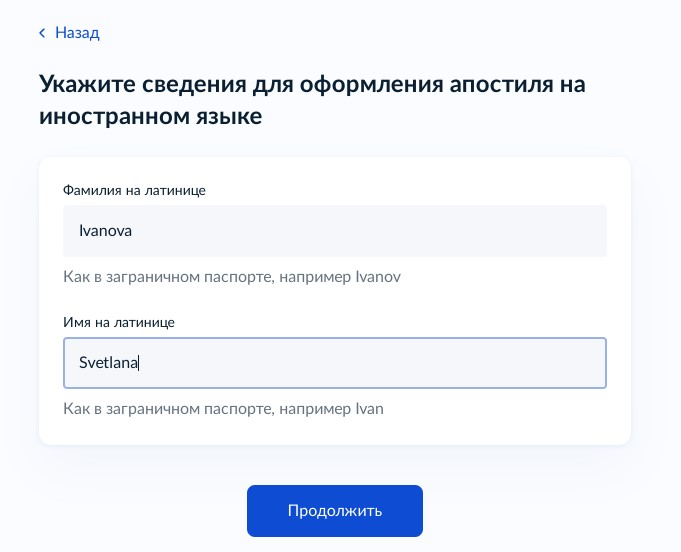 Назад
Укажите сведения для оформления апостиля на
иностранном языке
Фамилия на латинице
Ivanova
Как в заграничном паспорте, например Ivanov
Имя на латинице
Svetlana
Как в заграничном паспорте, например Ivan
Продолжить